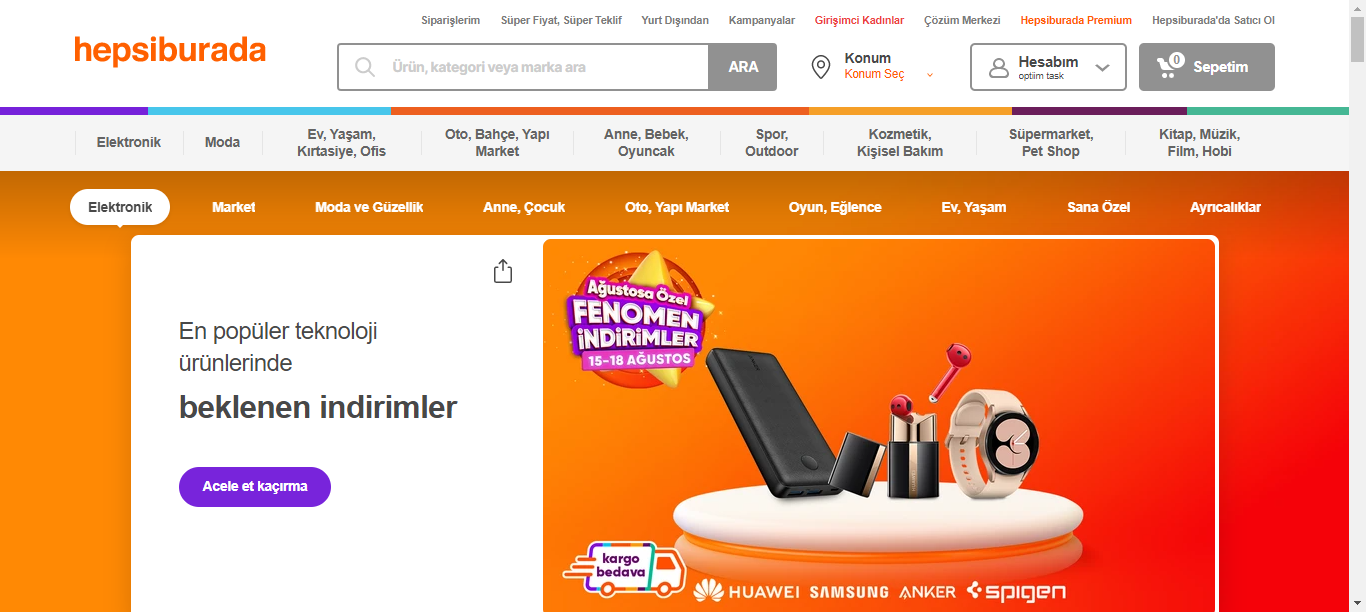 Siparişlerim
Süper Fiyat, Süper Teklif
Yurt Dışından
Kampanyalar
Girişimci Kadınlar
Çözüm Merkezi
Hepsiburada Premium
Hepsiburada'da Satıcı Ol
hepsiburada
Ürün, kategori veya marka ara
ARA
Konum
Konum Seç
Hesabım
optiim task
0
Sepetim
Elektronik
Moda
Ev, Yaşam,
Kırtasiye, Ofis
Oto, Bahçe, Yapı
Market
Anne, Bebek,
Oyuncak
Spor,
Outdoor
Kozmetik,
Kişisel Bakım
Süpermarket,
Pet Shop
Kitap, Müzik,
Film, Hobi
Elektronik
Market
Moda ve Güzellik
Anne, Çocuk
Oto, Yapı Market
Oyun, Eğlence
Ev, Yaşam
Sana Özel
Ayrıcalıklar
En popüler teknoloji
ürünlerinde
beklenen indirimler
Acele et kaçırma
Ağustosa Özel
FENOMEN
İNDİRİMLER
15-18 AĞUSTOS
HUAWEI
kargo
bedava
HUAWEI SAMSUNG ANKER spigen